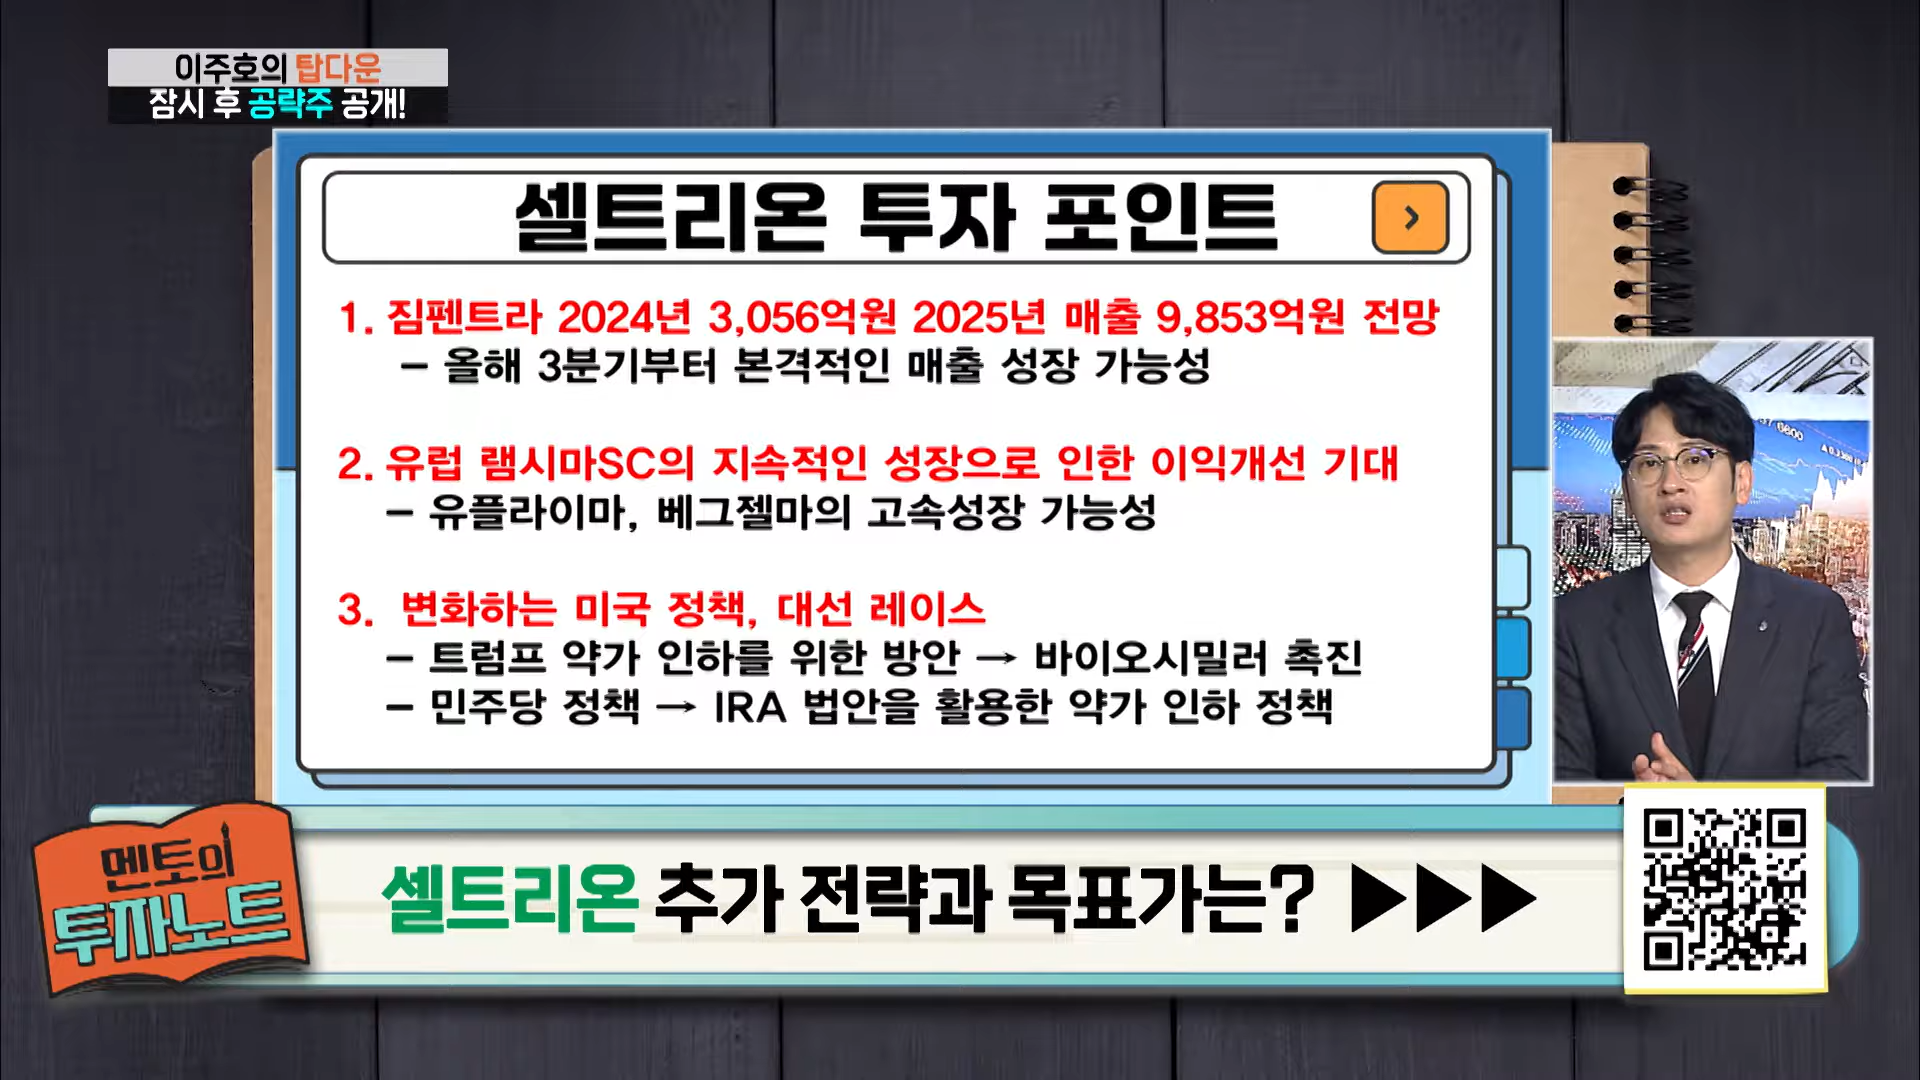 이주호의 탑다운
잠시 후 공략주 공개!
셀트리온 투자 포인트
1. 짐펜트라 2024년 3,056억원 2025년 매출 9,853억원 전망
– 올해 3분기부터 본격적인 매출 성장 가능성
2. 유럽 램시마SC의 지속적인 성장으로 인한 이익개선 기대
– 유플라이마, 베그젤마의 고속성장 가능성
3. 변화하는 미국 정책, 대선 레이스
– 트럼프 약가 인하를 위한 방안 → 바이오시밀러 촉진
– 민주당 정책 → IRA 법안을 활용한 약가 인하 정책
멘토의
투자노트
셀트리온 추가 전략과 목표가는? ▶▶▶